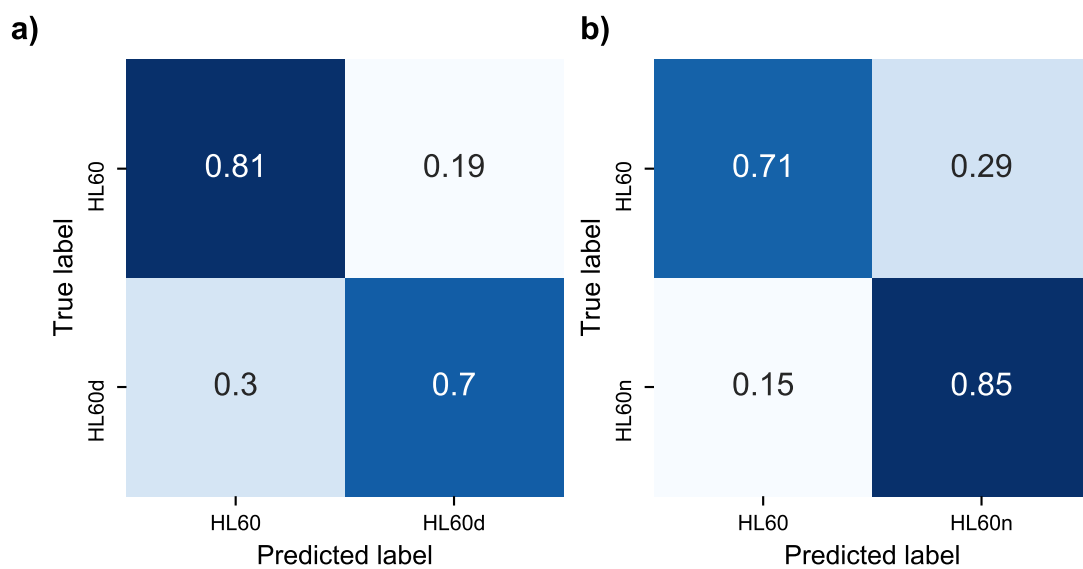 a)
True label
HL60
0.81
0.19
HL60d
0.3
0.7
HL60
HL60d
Predicted label
b)
True label
HL60
0.71
0.29
HL60n
0.15
0.85
HL60
HL60n
Predicted label